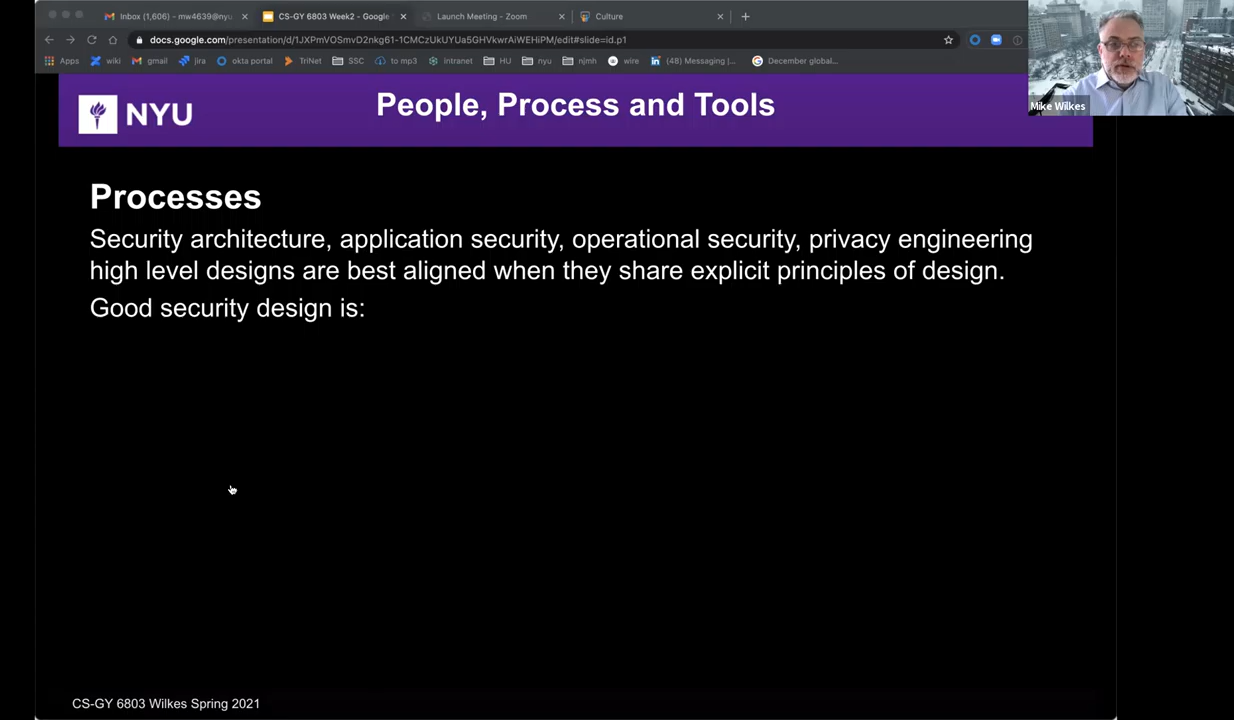 Inbox (1,606) - mw4639@nyu
CS-GY 6803 Week2 - Google
Launch Meeting - Zoom
Culture
docs.google.com/presentation/d/1JXPmVOSmvD2nkg61-1CMCzUkUYUa5GHVkwrAiWEHiPM/edit#slide=id.p1
Apps
wiki
gmail
jira
okta portal
TriNet
SSC
to mp3
intranet
HU
nyu
njmh
wire
(48) Messaging |...
December global...
Mike Wilkes
NYU
People, Process and Tools
Processes
Security architecture, application security, operational security, privacy engineering
high level designs are best aligned when they share explicit principles of design.
Good security design is:
CS-GY 6803 Wilkes Spring 2021